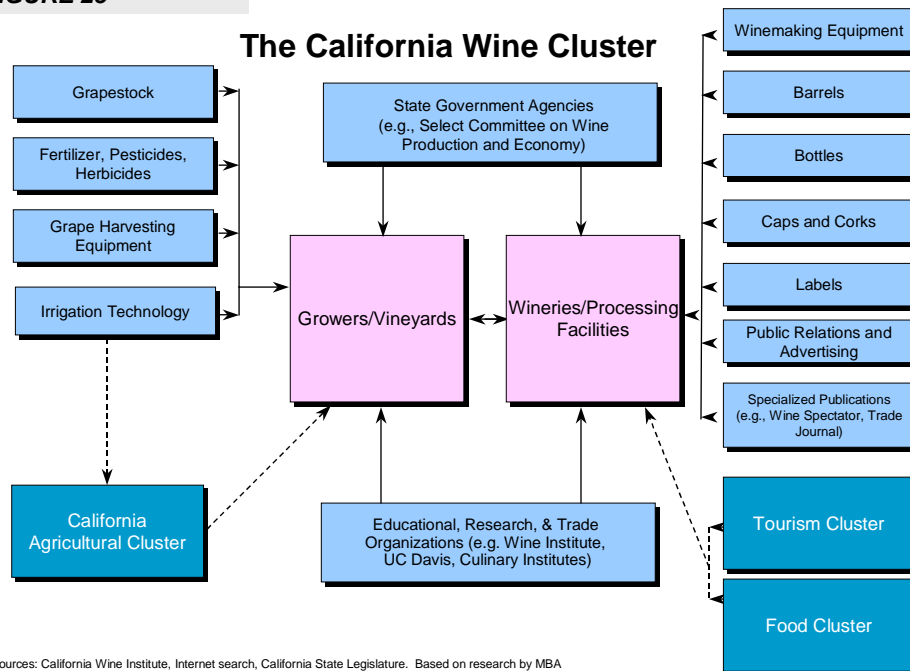 The California Wine Cluster
Grapestock
Fertilizer, Pesticides,
Herbicides
Grape Harvesting
Equipment
Irrigation Technology
State Government Agencies
(e.g., Select Committee on Wine
Production and Economy)
Growers/Vineyards
Wineries/Processing
Facilities
Winemaking Equipment
Barrels
Bottles
Caps and Corks
Labels
Public Relations and
Advertising
Specialized Publications
(e.g., Wine Spectator, Trade
Journal)
California
Agricultural Cluster
Educational, Research, & Trade
Organizations (e.g. Wine Institute,
UC Davis, Culinary Institutes)
Tourism Cluster
Food Cluster
ources: California Wine Institute, Internet search, California State Legislature. Based on research by MBA